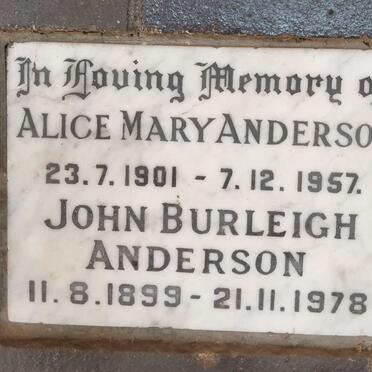 In Loving Memory o
ALICE MARY ANDERSO
23.7.1901 - 7.12.1957.
JOHN BURLEIGH
ANDERSON
11.8.1899 - 21.11.1978